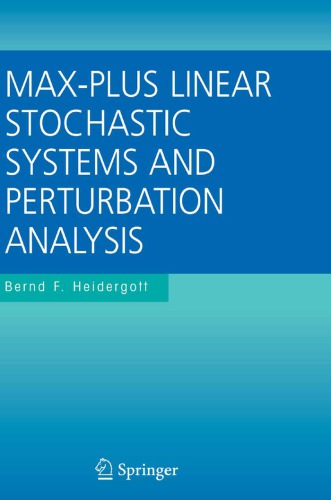 MAX-PLUS LINEAR
STOCHASTIC
SYSTEMS AND
PERTURBATION
ANALYSIS
Bernd F. Heidergott
Springer